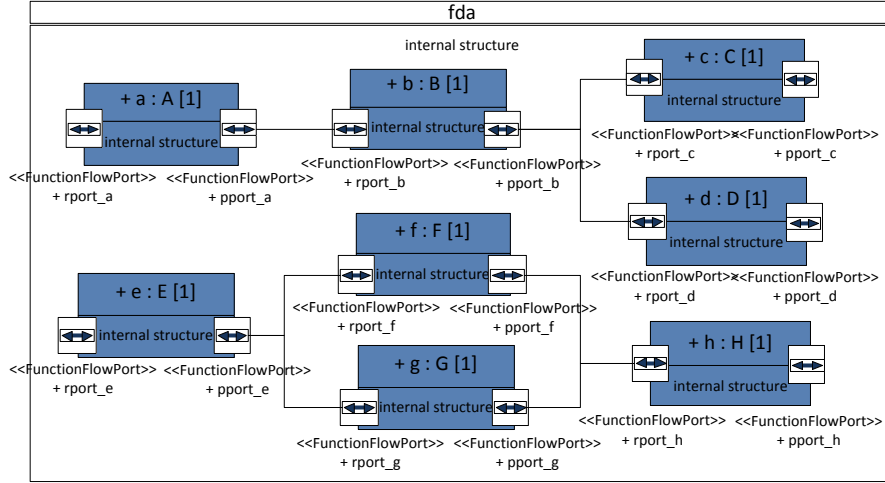 fda
internal structure
+ a : A [1]
internal structure
<<FunctionFlowPort>>
+ rport_a
<<FunctionFlowPort>>
+ pport_a
+ b : B [1]
internal structure
<<FunctionFlowPort>>
+ rport_b
<<FunctionFlowPort>>
+ pport_b
+ c : C [1]
internal structure
<<FunctionFlowPort>>
+ rport_c
<<FunctionFlowPort>>
+ pport_c
+ d : D [1]
internal structure
<<FunctionFlowPort>>
+ rport_d
<<FunctionFlowPort>>
+ pport_d
+ e : E [1]
internal structure
<<FunctionFlowPort>>
+ rport_e
<<FunctionFlowPort>>
+ pport_e
+ f : F [1]
internal structure
<<FunctionFlowPort>>
+ rport_f
<<FunctionFlowPort>>
+ pport_f
+ g : G [1]
internal structure
<<FunctionFlowPort>>
+ rport_g
<<FunctionFlowPort>>
+ pport_g
+ h : H [1]
internal structure
<<FunctionFlowPort>>
+ rport_h
<<FunctionFlowPort>>
+ pport_h